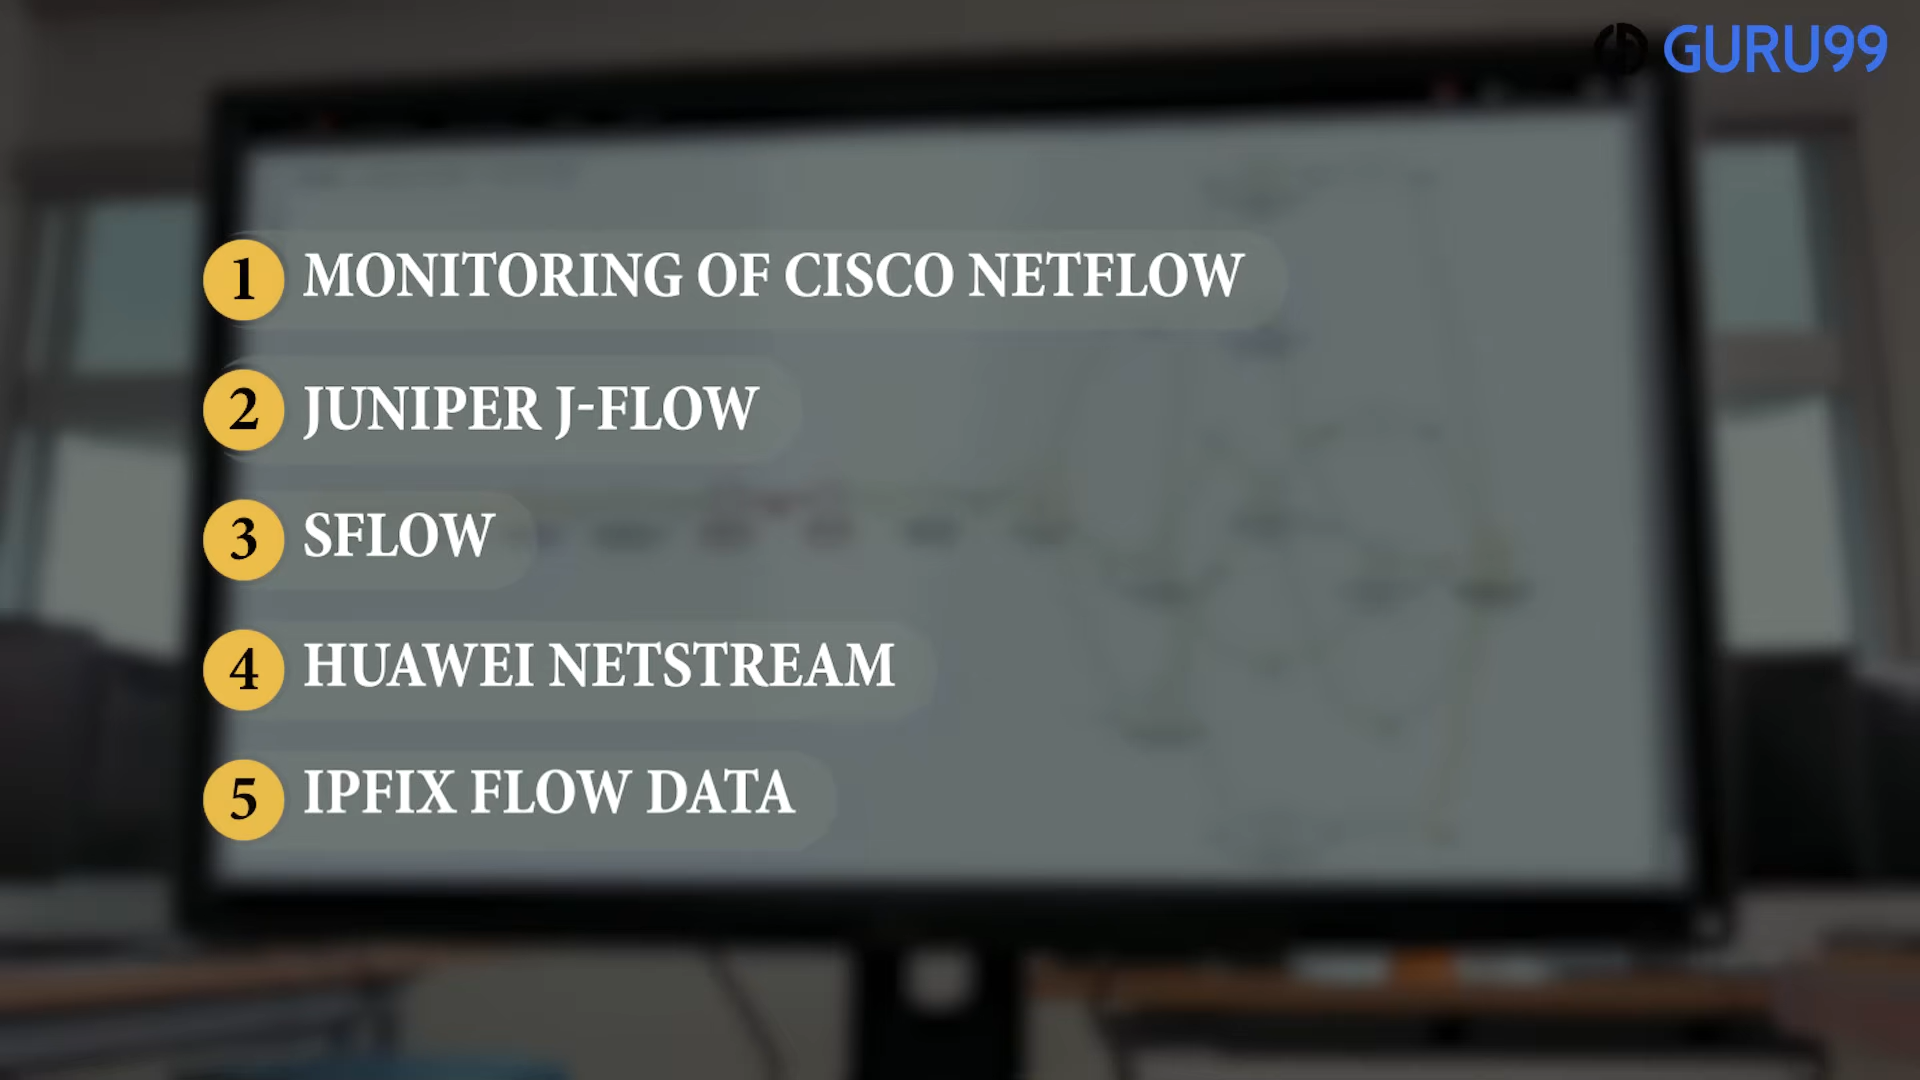 GURU99
1 MONITORING OF CISCO NETFLOW
2 JUNIPER J-FLOW
3 SFLOW
4 HUAWEI NETSTREAM
5 IPFIX FLOW DATA